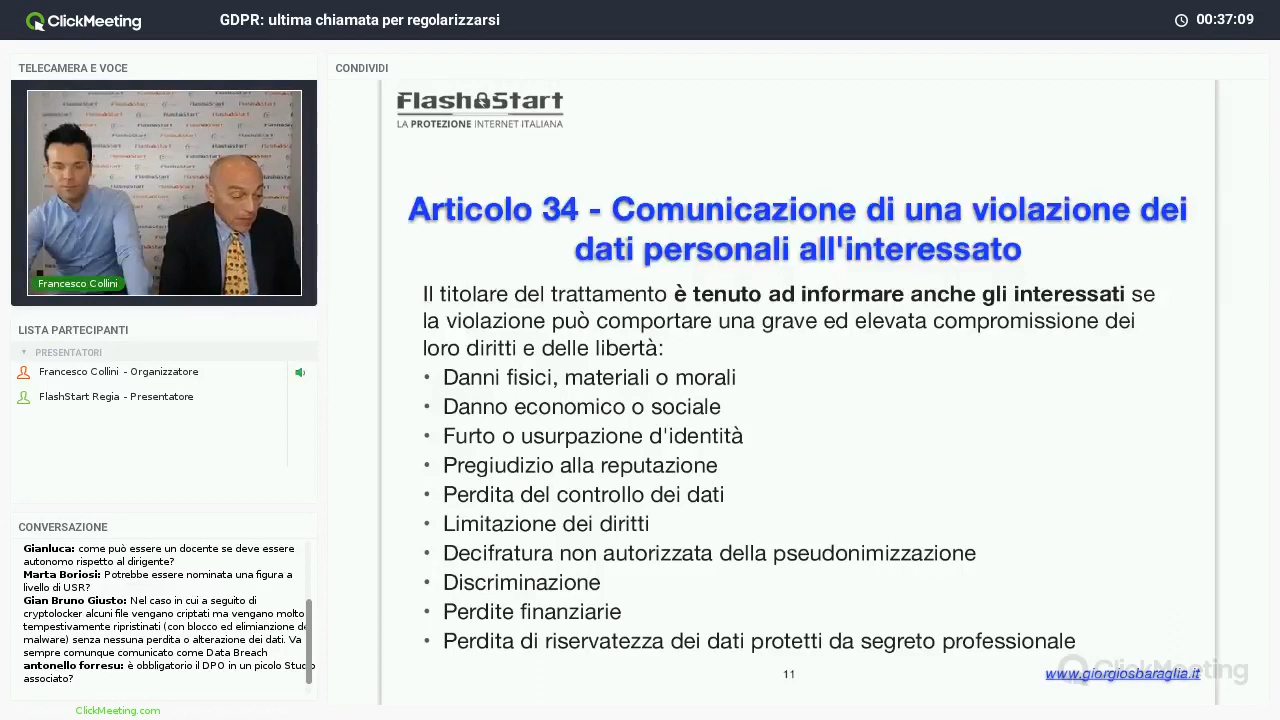 ClickMeeting
GDPR: ultima chiamata per regolarizzarsi
00:37:09
TELECAMERA E VOCE
Francesco Collini
LISTA PARTECIPANTI
PRESENTATORI
Francesco Collini - Organizzatore
FlashStart Regia - Presentatore
CONVERSAZIONE
Gianluca: come può essere un docente se deve essere
autonomo rispetto al dirigente?
Marta Boriosi: Potrebbe essere nominata una figura a
livello di USR?
Gian Bruno Giusto: Nel caso in cui a seguito di
cryptolocker alcuni file vengano criptati ma vengano molto
tempestivamente ripristinati (con blocco ed elimianzione del
malware) senza nessuna perdita o alterazione dei dati. Va
sempre comunque comunicato come Data Breach
antonello forresu: è obbligatorio il DPO in un picolo Studio
associato?
ClickMeeting.com
CONDIVIDI
FlashStart
LA PROTEZIONE INTERNET ITALIANA
Articolo 34 - Comunicazione di una violazione dei
dati personali all'interessato
Il titolare del trattamento è tenuto ad informare anche gli interessati se
la violazione può comportare una grave ed elevata compromissione dei
loro diritti e delle libertà:
• Danni fisici, materiali o morali
• Danno economico o sociale
• Furto o usurpazione d'identità
• Pregiudizio alla reputazione
• Perdita del controllo dei dati
• Limitazione dei diritti
• Decifratura non autorizzata della pseudonimizzazione
• Discriminazione
• Perdite finanziarie
• Perdita di riservatezza dei dati protetti da segreto professionale
11
www.giorgiosbaraglia.it
ClickMeeting